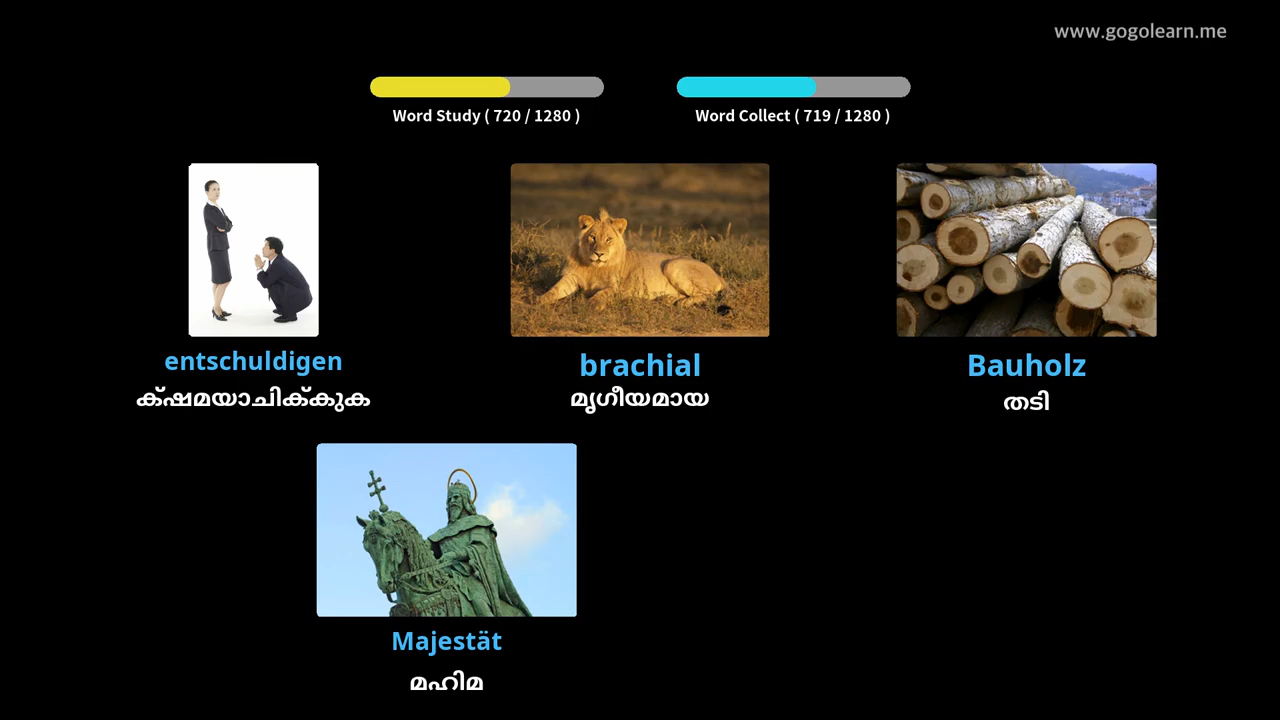 www.gogolearn.me
Word Study ( 720 / 1280 )
Word Collect ( 719 / 1280 )
entschuldigen
ക്ഷമയാചിക്കുക
brachial
മൃഗീയമായ
Bauholz
തടി
Majestät
മഹിമ